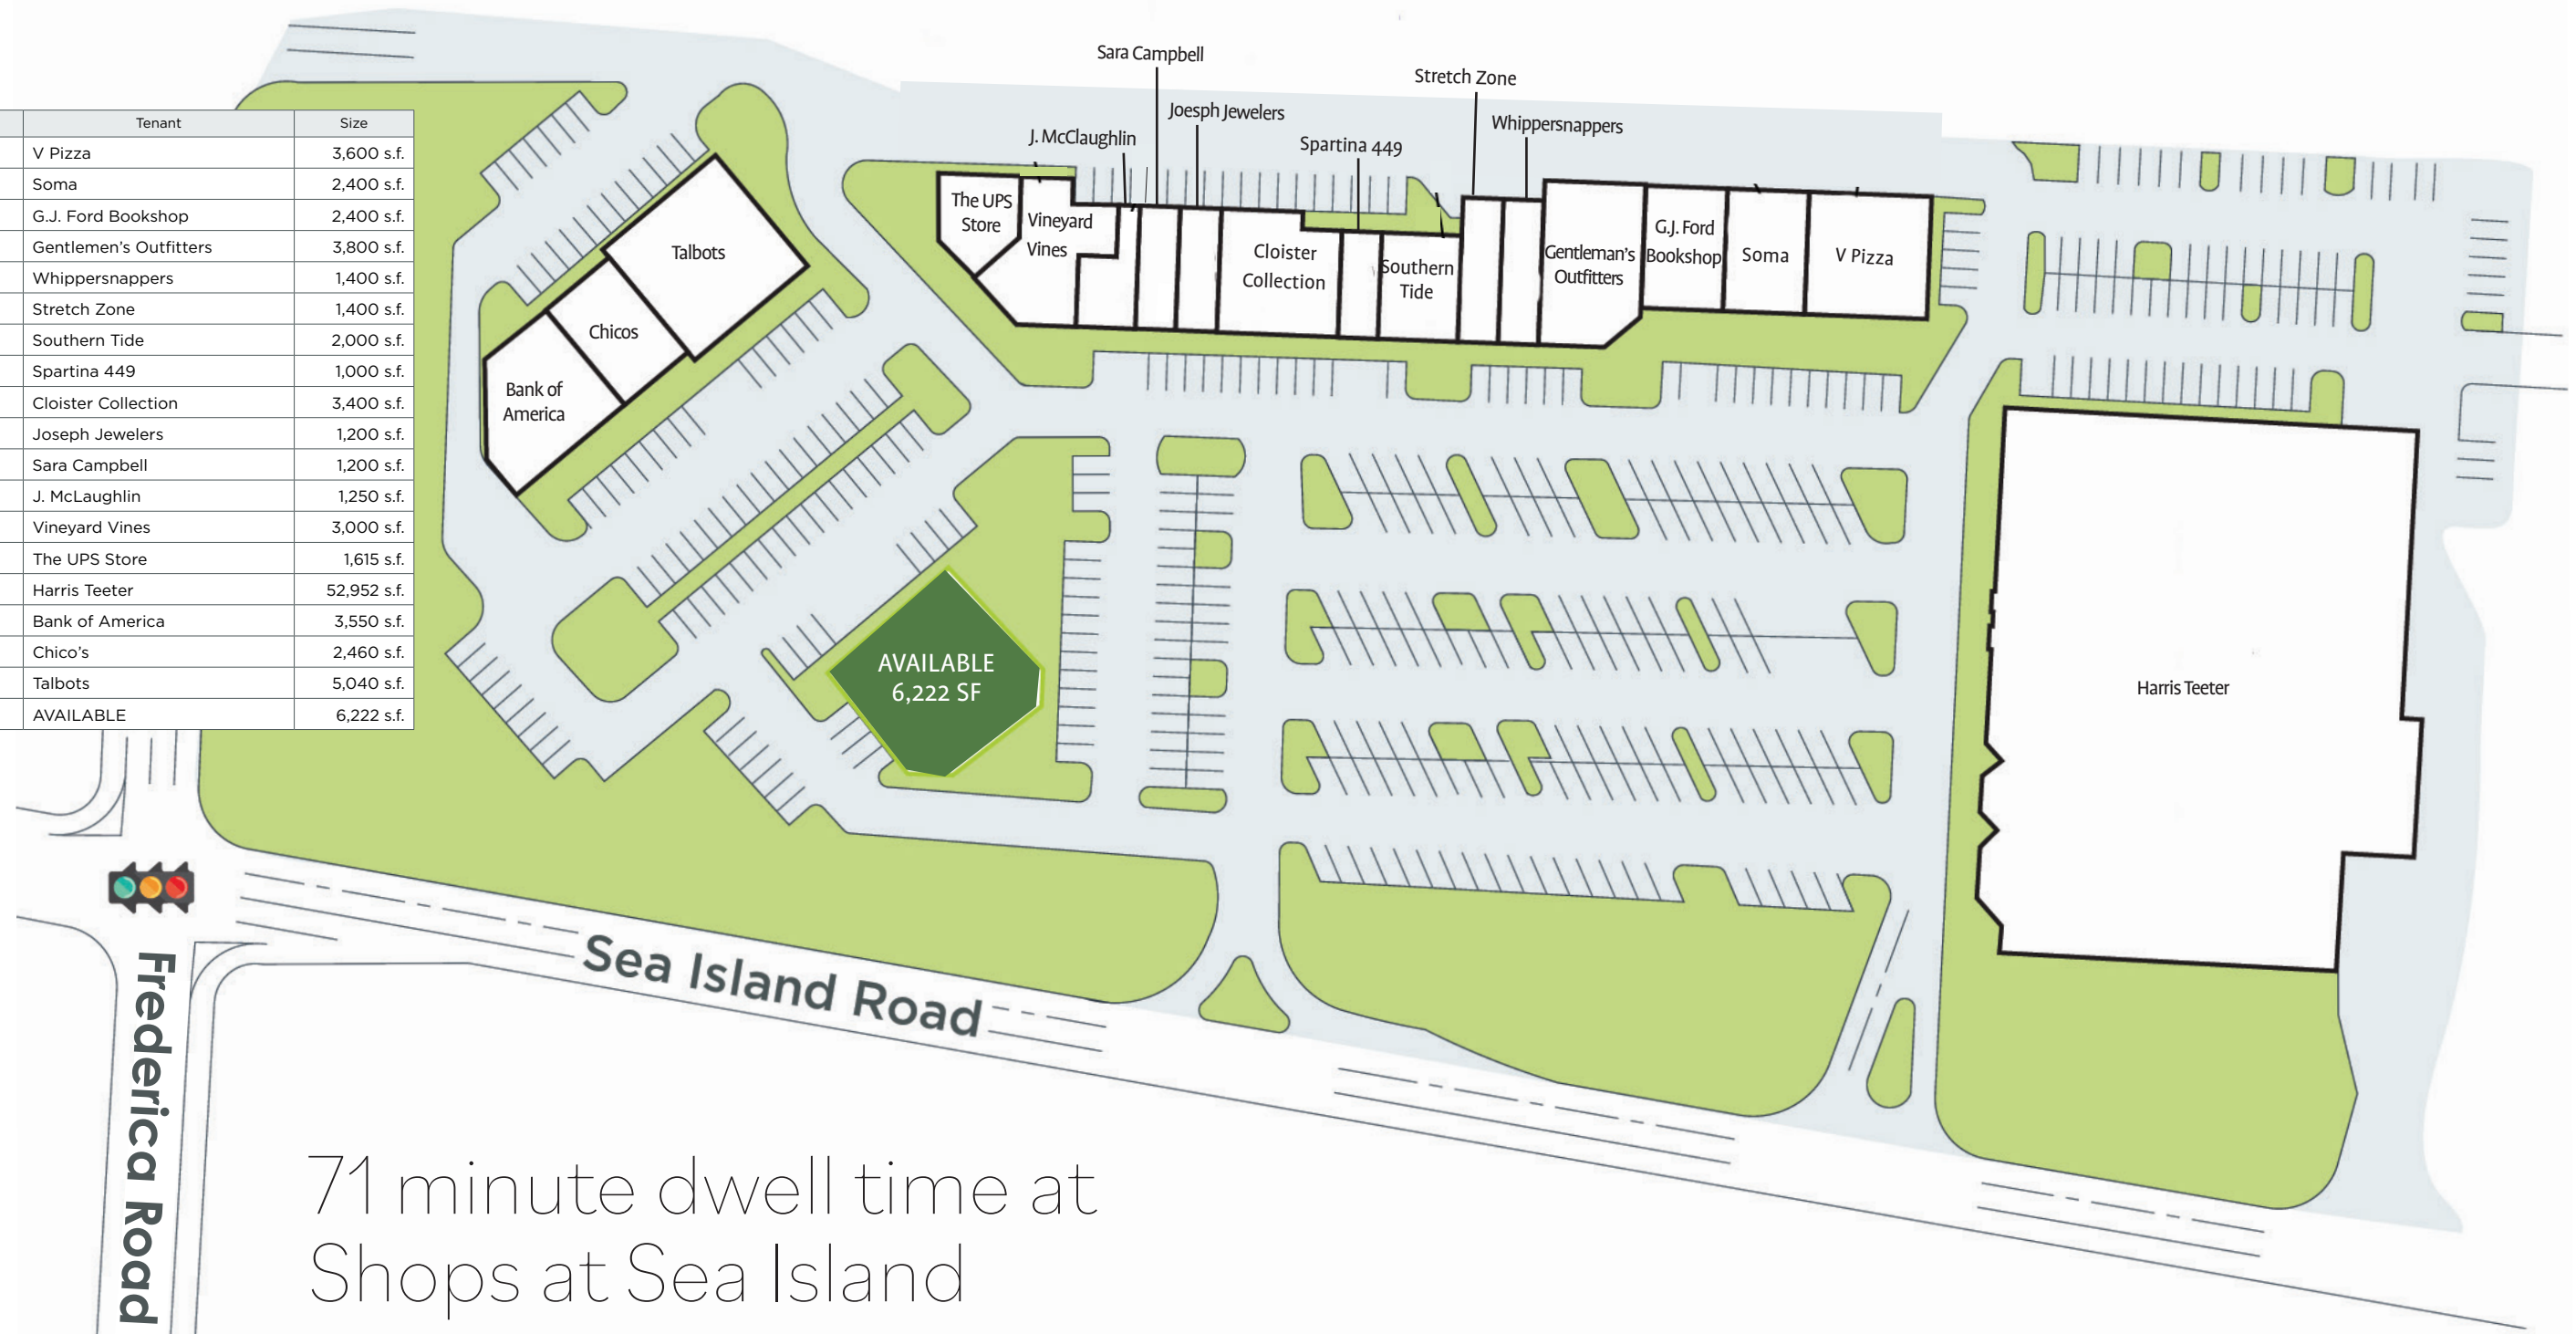 Tenant Size
V Pizza 3,600 s.f.
Soma 2,400 s.f.
G.J. Ford Bookshop 2,400 s.f.
Gentlemen’s Outfitters 3,800 s.f.
Whippersnappers 1,400 s.f.
Stretch Zone 1,400 s.f.
Southern Tide 2,000 s.f.
Spartina 449 1,000 s.f.
Cloister Collection 3,400 s.f.
Joseph Jewelers 1,200 s.f.
Sara Campbell 1,200 s.f.
J. McLaughlin 1,250 s.f.
Vineyard Vines 3,000 s.f.
The UPS Store 1,615 s.f.
Harris Teeter 52,952 s.f.
Bank of America 3,550 s.f.
Chico’s 2,460 s.f.
Talbots 5,040 s.f.
AVAILABLE 6,222 s.f.
Sara Campbell
Stretch Zone
Joesph Jewelers
Whippersnappers
J. McClaughlin
Spartina 449
The UPS
Store
Vineyard
Vines
Cloister
Collection
Southern
Tide
Gentleman’s
Outfitters
G.J. Ford
Bookshop
Soma
V Pizza
Talbots
Chicos
Bank of
America
AVAILABLE
6,222 SF
Harris Teeter
Sea Island Road
Frederica Road
71 minute dwell time at
Shops at Sea Island